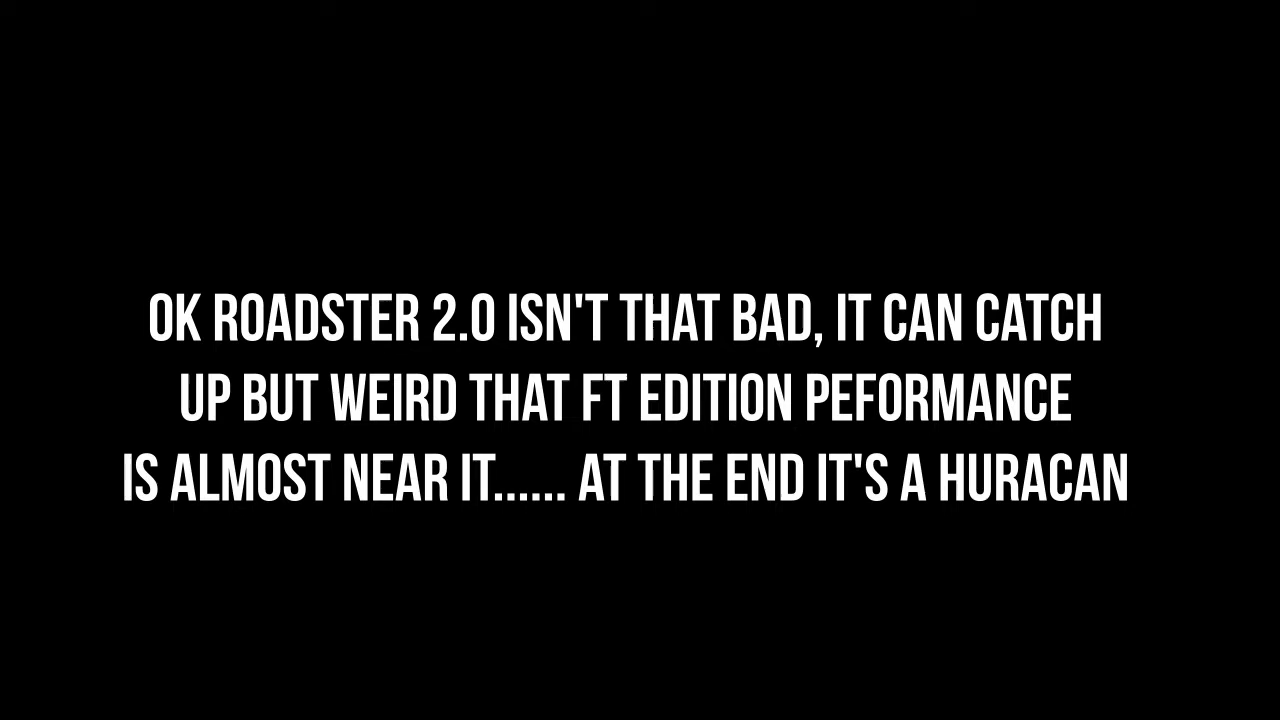 OK ROADSTER 2.0 ISN'T THAT BAD, IT CAN CATCH
UP BUT WEIRD THAT FT EDITION PEFORMANCE
IS ALMOST NEAR IT...... AT THE END IT'S A HURACAN